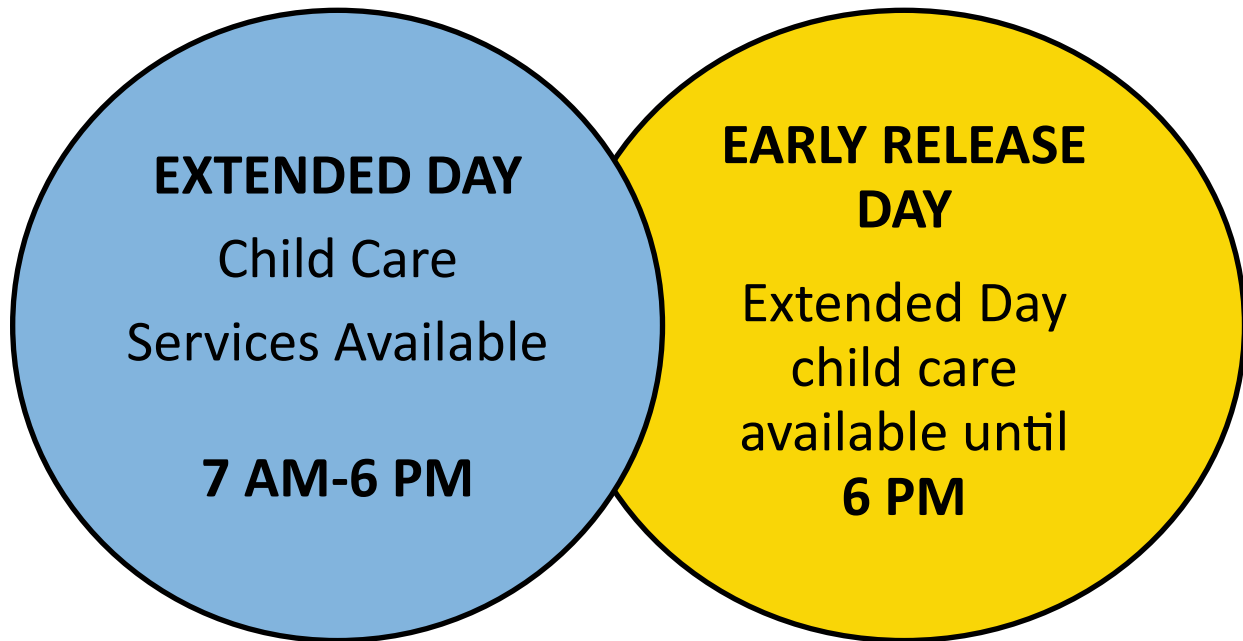 EXTENDED DAY
Child Care
Services Available
7 AM-6 PM
EARLY RELEASE
DAY
Extended Day
child care
available until
6 PM